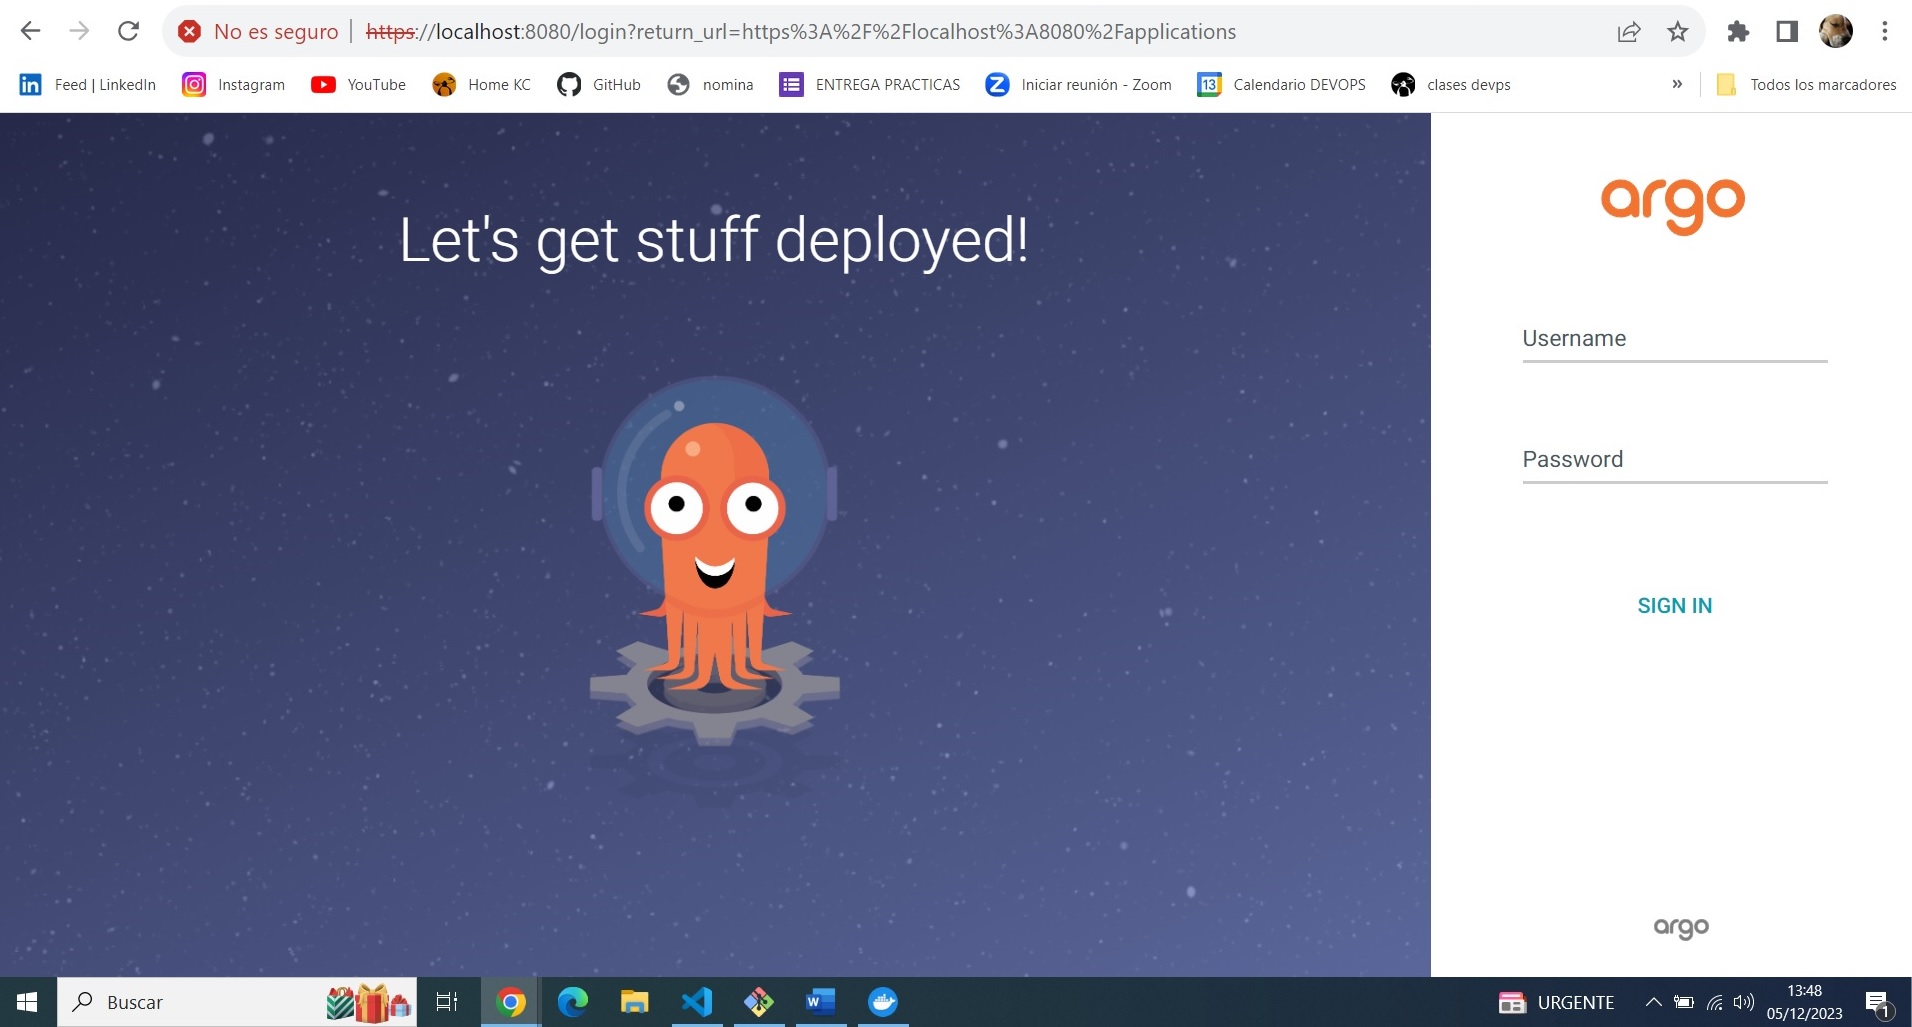 No es seguro https://localhost:8080/login?return_url=https%3A%2F%2Flocalhost%3A8080%2Fapplications
Feed | LinkedIn Instagram YouTube Home KC GitHub nomina ENTREGA PRACTICAS Iniciar reunión - Zoom 13 Calendario DEVOPS clases devps » Todos los marcadores
Let's get stuff deployed!
argo
Username
Password
SIGN IN
argo
Buscar
URGENTE
13:48
05/12/2023
1